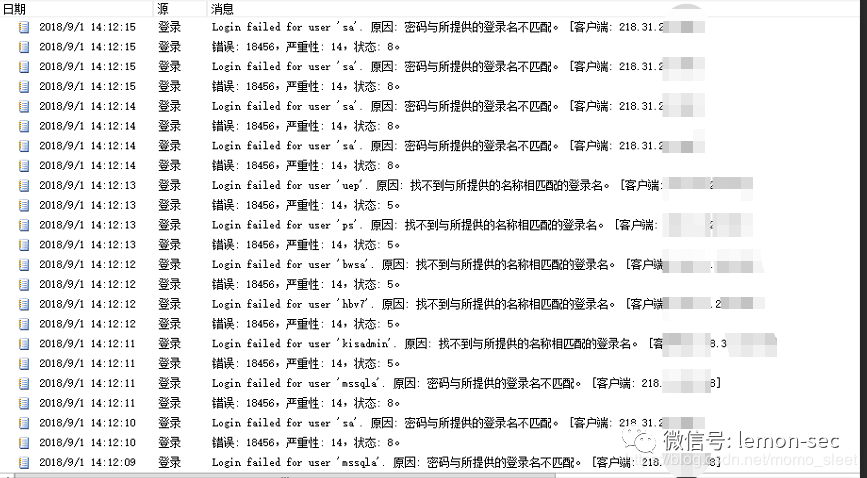 日期 源 消息
2018/9/1 14:12:15 登录 Login failed for user 'sa'. 原因: 密码与所提供的登录名不匹配。 [客户端: 218.31.2
2018/9/1 14:12:15 登录 错误: 18456，严重性: 14，状态: 8。
2018/9/1 14:12:15 登录 Login failed for user 'sa'. 原因: 密码与所提供的登录名不匹配。 [客户端: 218.31.2
2018/9/1 14:12:15 登录 错误: 18456，严重性: 14，状态: 8。
2018/9/1 14:12:14 登录 Login failed for user 'sa'. 原因: 密码与所提供的登录名不匹配。 [客户端: 218.31.2
2018/9/1 14:12:14 登录 错误: 18456，严重性: 14，状态: 8。
2018/9/1 14:12:14 登录 Login failed for user 'sa'. 原因: 密码与所提供的登录名不匹配。 [客户端: 218.31.2
2018/9/1 14:12:14 登录 错误: 18456，严重性: 14，状态: 8。
2018/9/1 14:12:13 登录 Login failed for user 'uep'. 原因: 找不到与所提供的名称相匹配的登录名。 [客户端:
2018/9/1 14:12:13 登录 错误: 18456，严重性: 14，状态: 5。
2018/9/1 14:12:13 登录 Login failed for user 'ps'. 原因: 找不到与所提供的名称相匹配的登录名。 [客户端:
2018/9/1 14:12:13 登录 错误: 18456，严重性: 14，状态: 5。
2018/9/1 14:12:12 登录 Login failed for user 'bwsa'. 原因: 找不到与所提供的名称相匹配的登录名。 [客户端
2018/9/1 14:12:12 登录 错误: 18456，严重性: 14，状态: 5。
2018/9/1 14:12:12 登录 Login failed for user 'hbv7'. 原因: 找不到与所提供的名称相匹配的登录名。 [客户端
2018/9/1 14:12:12 登录 错误: 18456，严重性: 14，状态: 5。
2018/9/1 14:12:11 登录 Login failed for user 'kisadmin'. 原因: 找不到与所提供的名称相匹配的登录名。 [客
2018/9/1 14:12:11 登录 错误: 18456，严重性: 14，状态: 5。
2018/9/1 14:12:11 登录 Login failed for user 'mssqla'. 原因: 密码与所提供的登录名不匹配。 [客户端: 218. 8]
2018/9/1 14:12:11 登录 错误: 18456，严重性: 14，状态: 8。
2018/9/1 14:12:10 登录 Login failed for user 'sa'. 原因: 密码与所提供的登录名不匹配。 [客户端: 218.31.2
2018/9/1 14:12:10 登录 错误: 18456，严重性: 14，状态: 8。
微信号: lemon-sec
2018/9/1 14:12:09 登录 Login failed for user 'mssqla'. 原因: 密码与所提供的登录名不匹配。 [客户端: 218. 8]